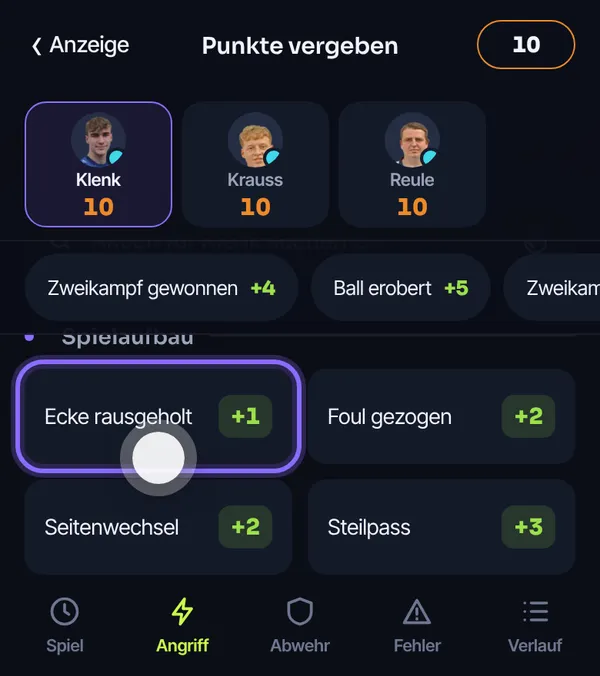 Anzeige
Punkte vergeben
10
Klenk
10
Krauss
10
Reule
10
Zweikampf gewonnen +4
Ball erobert +5
Zweikam
Spielaufbau
Ecke rausgeholt +1
Foul gezogen +2
Seitenwechsel +2
Steilpass +3
Spiel
Angriff
Abwehr
Fehler
Verlauf